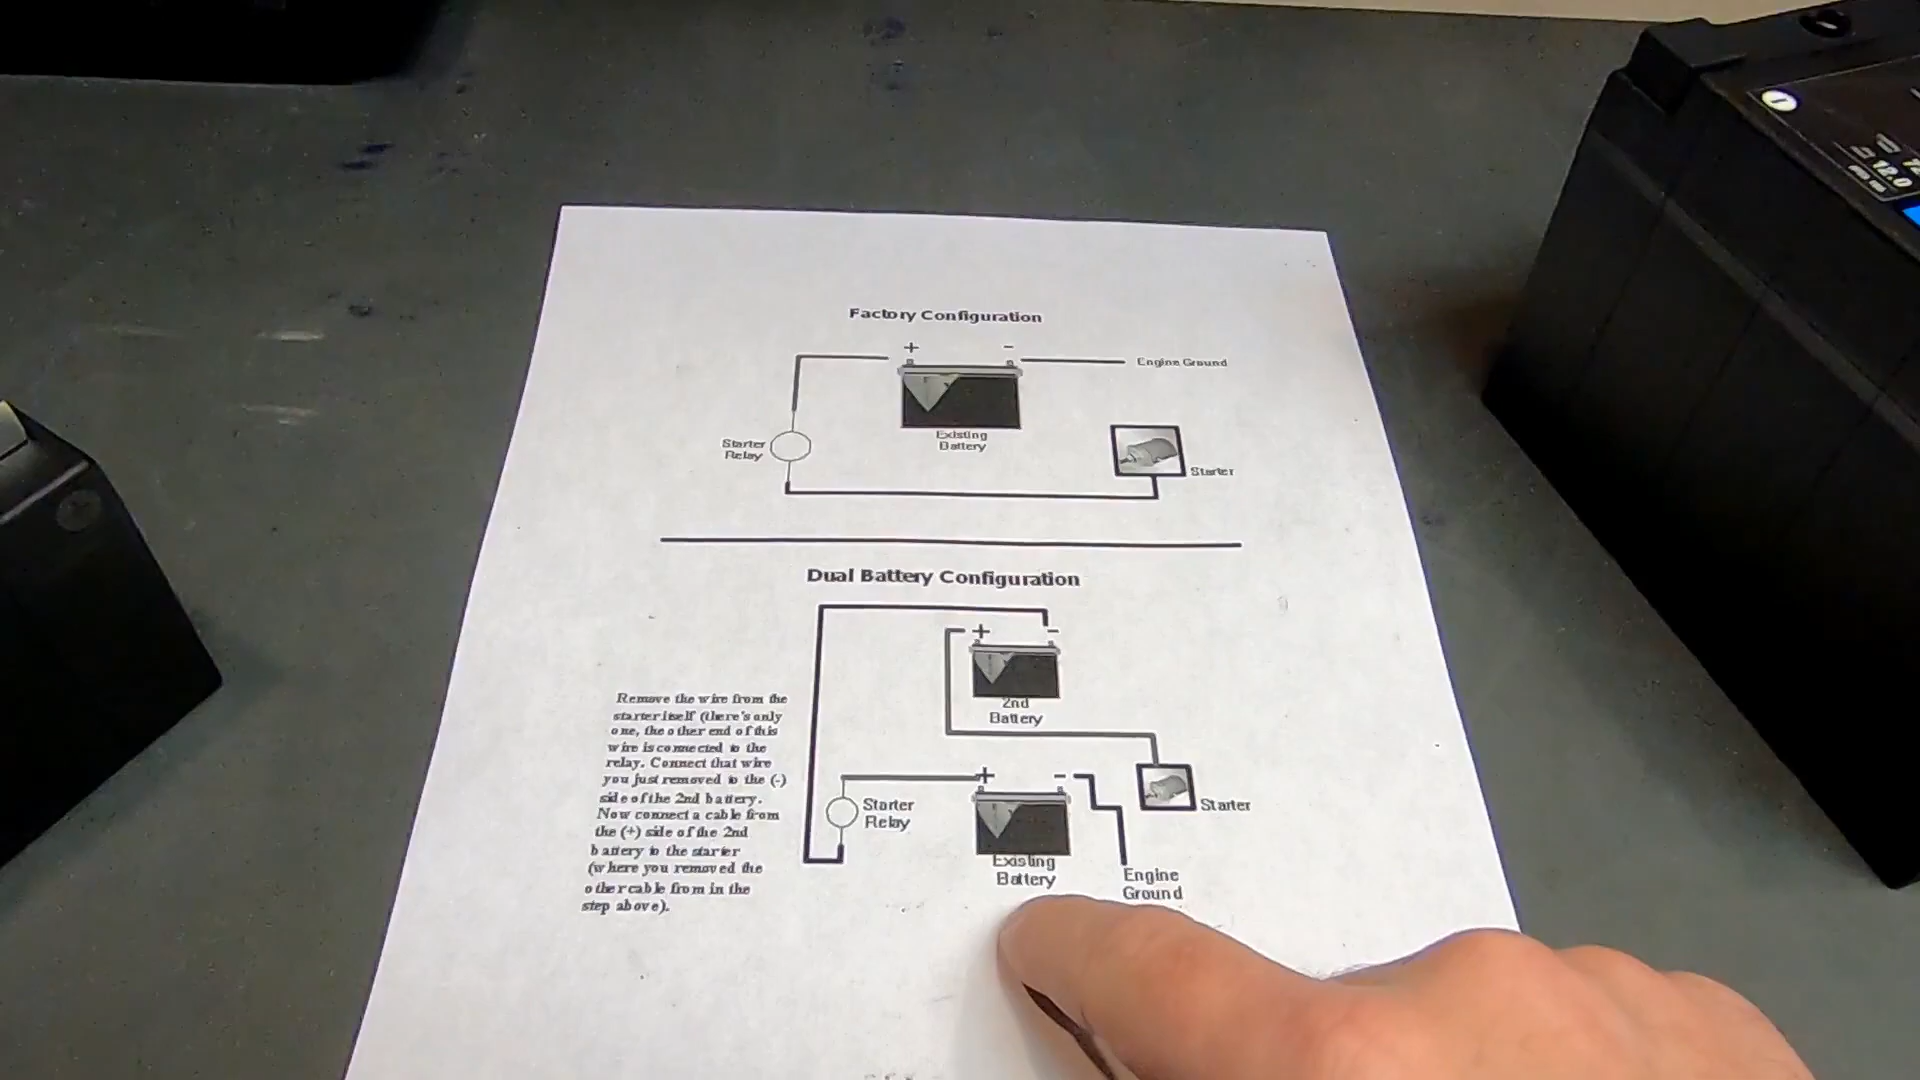 Factory Configuration
+ -
Engine Ground
Existing
Battery
Starter
Relay
Starter
Dual Battery Configuration
+ -
2nd
Battery
Remove the wire from the
starter itself (there's only
one, the other end of this
wire is connected to the
relay. Connect that wire
you just removed to the (-)
side of the 2nd battery.
Now connect a cable from
the (+) side of the 2nd
battery to the starter
(where you removed the
other cable from in the
step above).
+ -
Starter
Relay
Starter
Existing
Battery
Engine
Ground
12.0